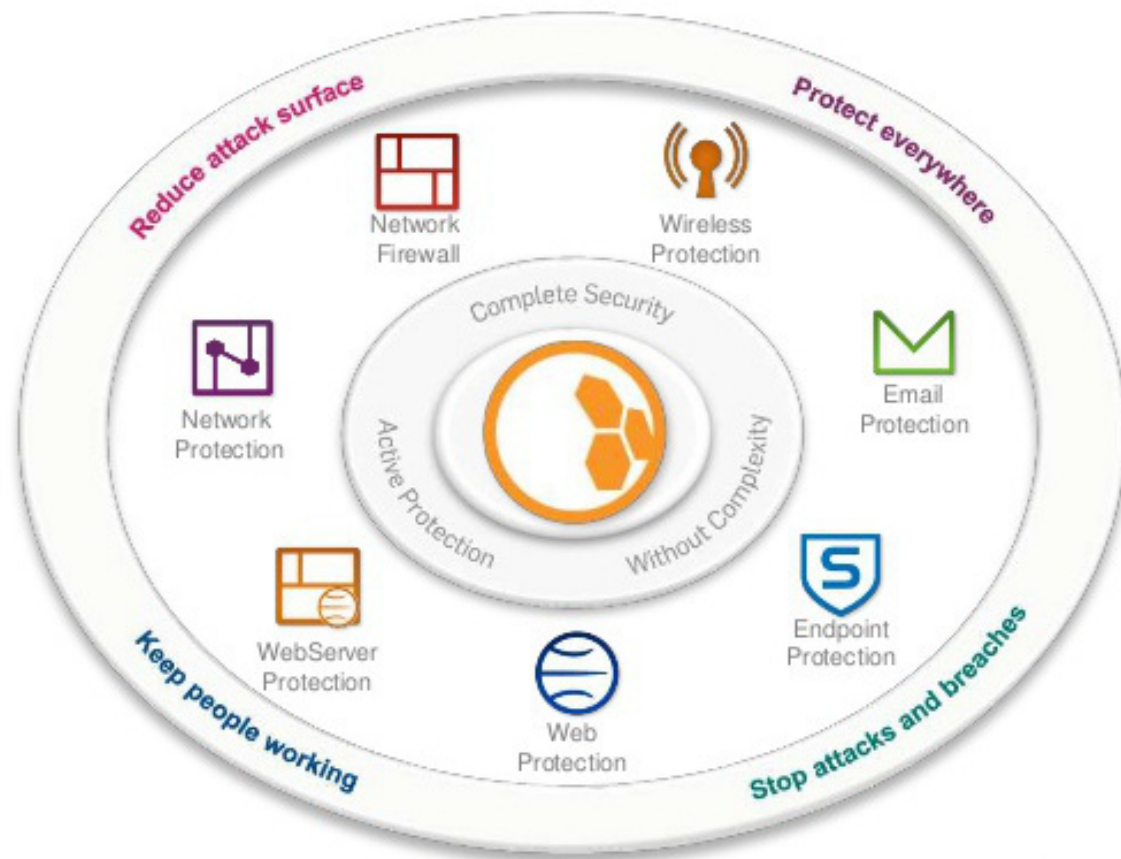 Reduce attack surface
Protect everywhere
Network
Firewall
Wireless
Protection
Complete Security
Network
Protection
Email
Protection
Active Protection
Without Complexity
WebServer
Protection
S
Endpoint
Protection
Web
Protection
Keep people working
Stop attacks and breaches